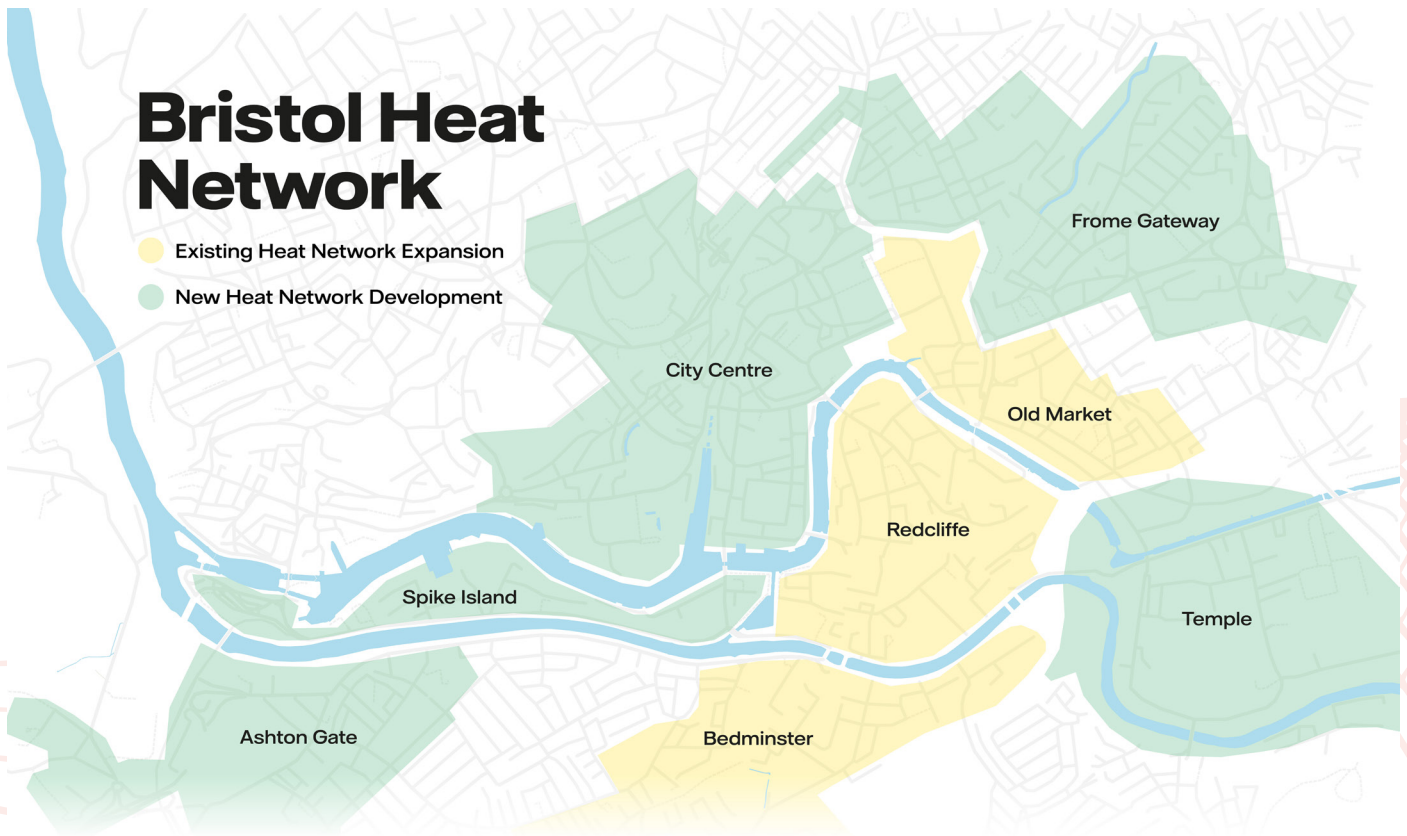 Bristol Heat
Network
Existing Heat Network Expansion
New Heat Network Development
Frome Gateway
City Centre
Old Market
Redcliffe
Spike Island
Temple
Ashton Gate
Bedminster